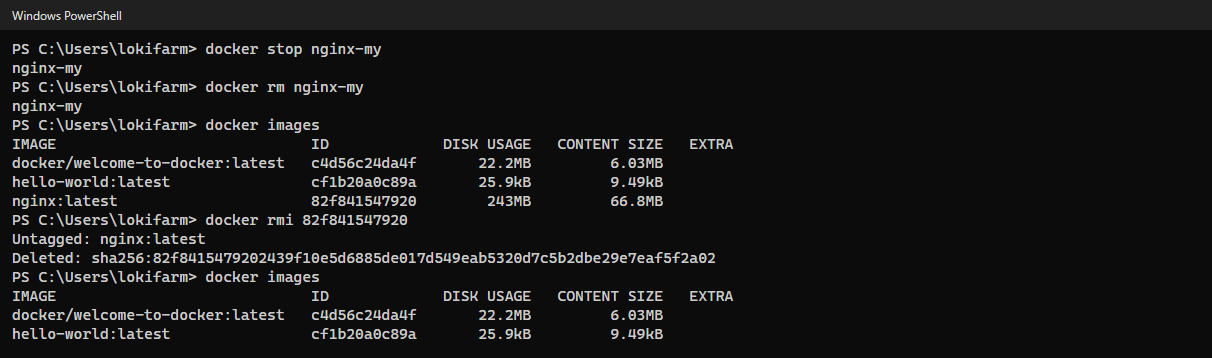 Windows PowerShell
PS C:\Users\lokifarm> docker stop nginx-my
nginx-my
PS C:\Users\lokifarm> docker rm nginx-my
nginx-my
PS C:\Users\lokifarm> docker images
IMAGE                             ID             DISK USAGE   CONTENT SIZE   EXTRA
docker/welcome-to-docker:latest   c4d56c24da4f       22.2MB         6.03MB
hello-world:latest                cf1b20a0c89a       25.9kB         9.49kB
nginx:latest                      82f841547920        243MB         66.8MB
PS C:\Users\lokifarm> docker rmi 82f841547920
Untagged: nginx:latest
Deleted: sha256:82f8415479202439f10e5d6885de017d549eab5320d7c5b2dbe29e7eaf5f2a02
PS C:\Users\lokifarm> docker images
IMAGE                             ID             DISK USAGE   CONTENT SIZE   EXTRA
docker/welcome-to-docker:latest   c4d56c24da4f       22.2MB         6.03MB
hello-world:latest                cf1b20a0c89a       25.9kB         9.49kB